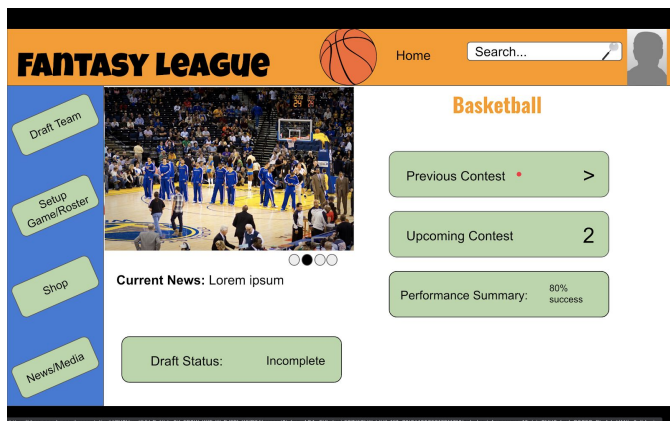 FANTASY LEAGUE
Home
Search...
Draft Team
Setup
Game/Roster
Shop
News/Media
Current News: Lorem ipsum
Draft Status: Incomplete
Basketball
Previous Contest >
Upcoming Contest 2
Performance Summary: 80%
success